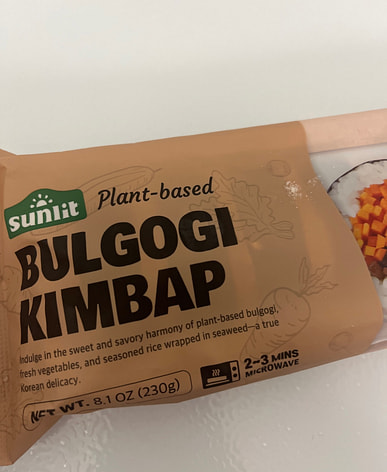 sunlit
Plant-based
BULGOGI
KIMBAP
Indulge in the sweet and savory harmony of plant-based bulgogi,
fresh vegetables, and seasoned rice wrapped in seaweed—a true
Korean delicacy.
NET WT. 8.1 OZ (230g)
2-3 MINS
MICROWAVE